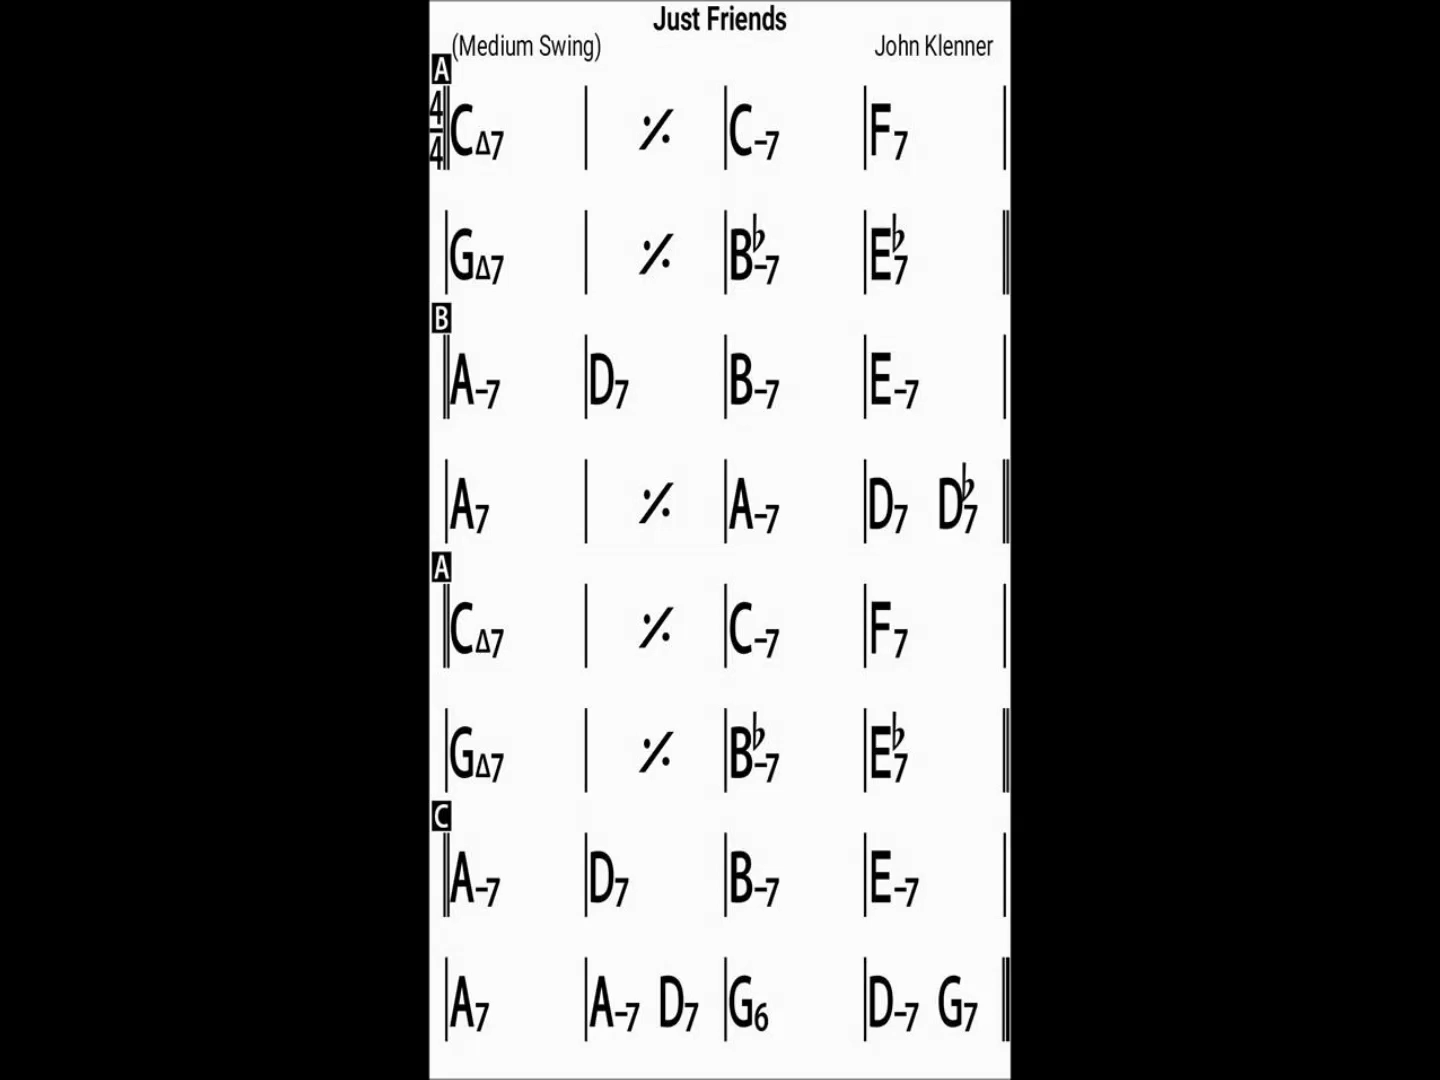 Just Friends
(Medium Swing) John Klenner
A
4/4 CΔ7 | 𝄎 | C–7 | F7
GΔ7 | 𝄎 | B♭–7 | E♭7
B
A–7 | D7 | B–7 | E–7
A7 | 𝄎 | A–7 | D7 D♭7
A
CΔ7 | 𝄎 | C–7 | F7
GΔ7 | 𝄎 | B♭–7 | E♭7
C
A–7 | D7 | B–7 | E–7
A7 | A–7 D7 | G6 | D–7 G7